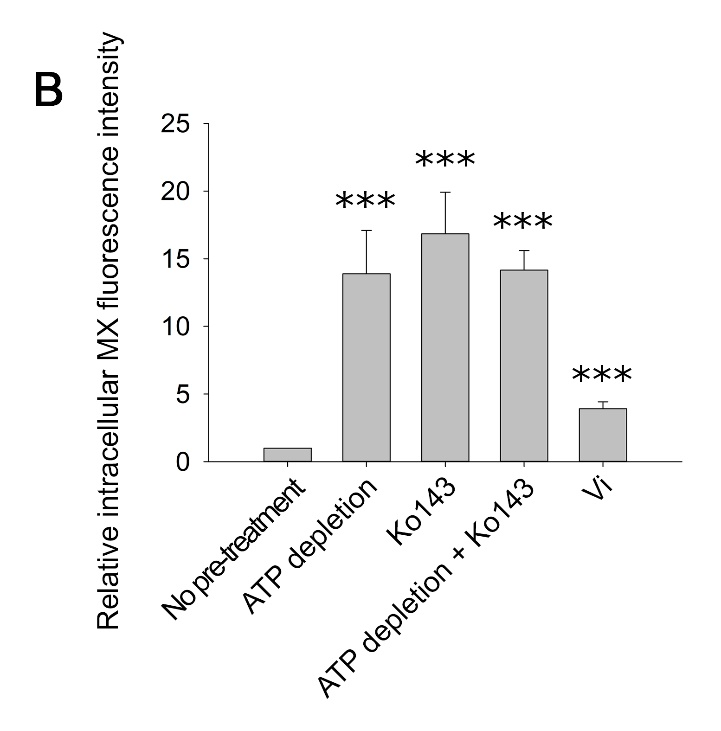 B
Relative intracellular MX fluorescence intensity
25
20
15
10
5
0
***
***
***
***
No pre-treatment
ATP depletion
Ko143
ATP depletion + Ko143
Vi